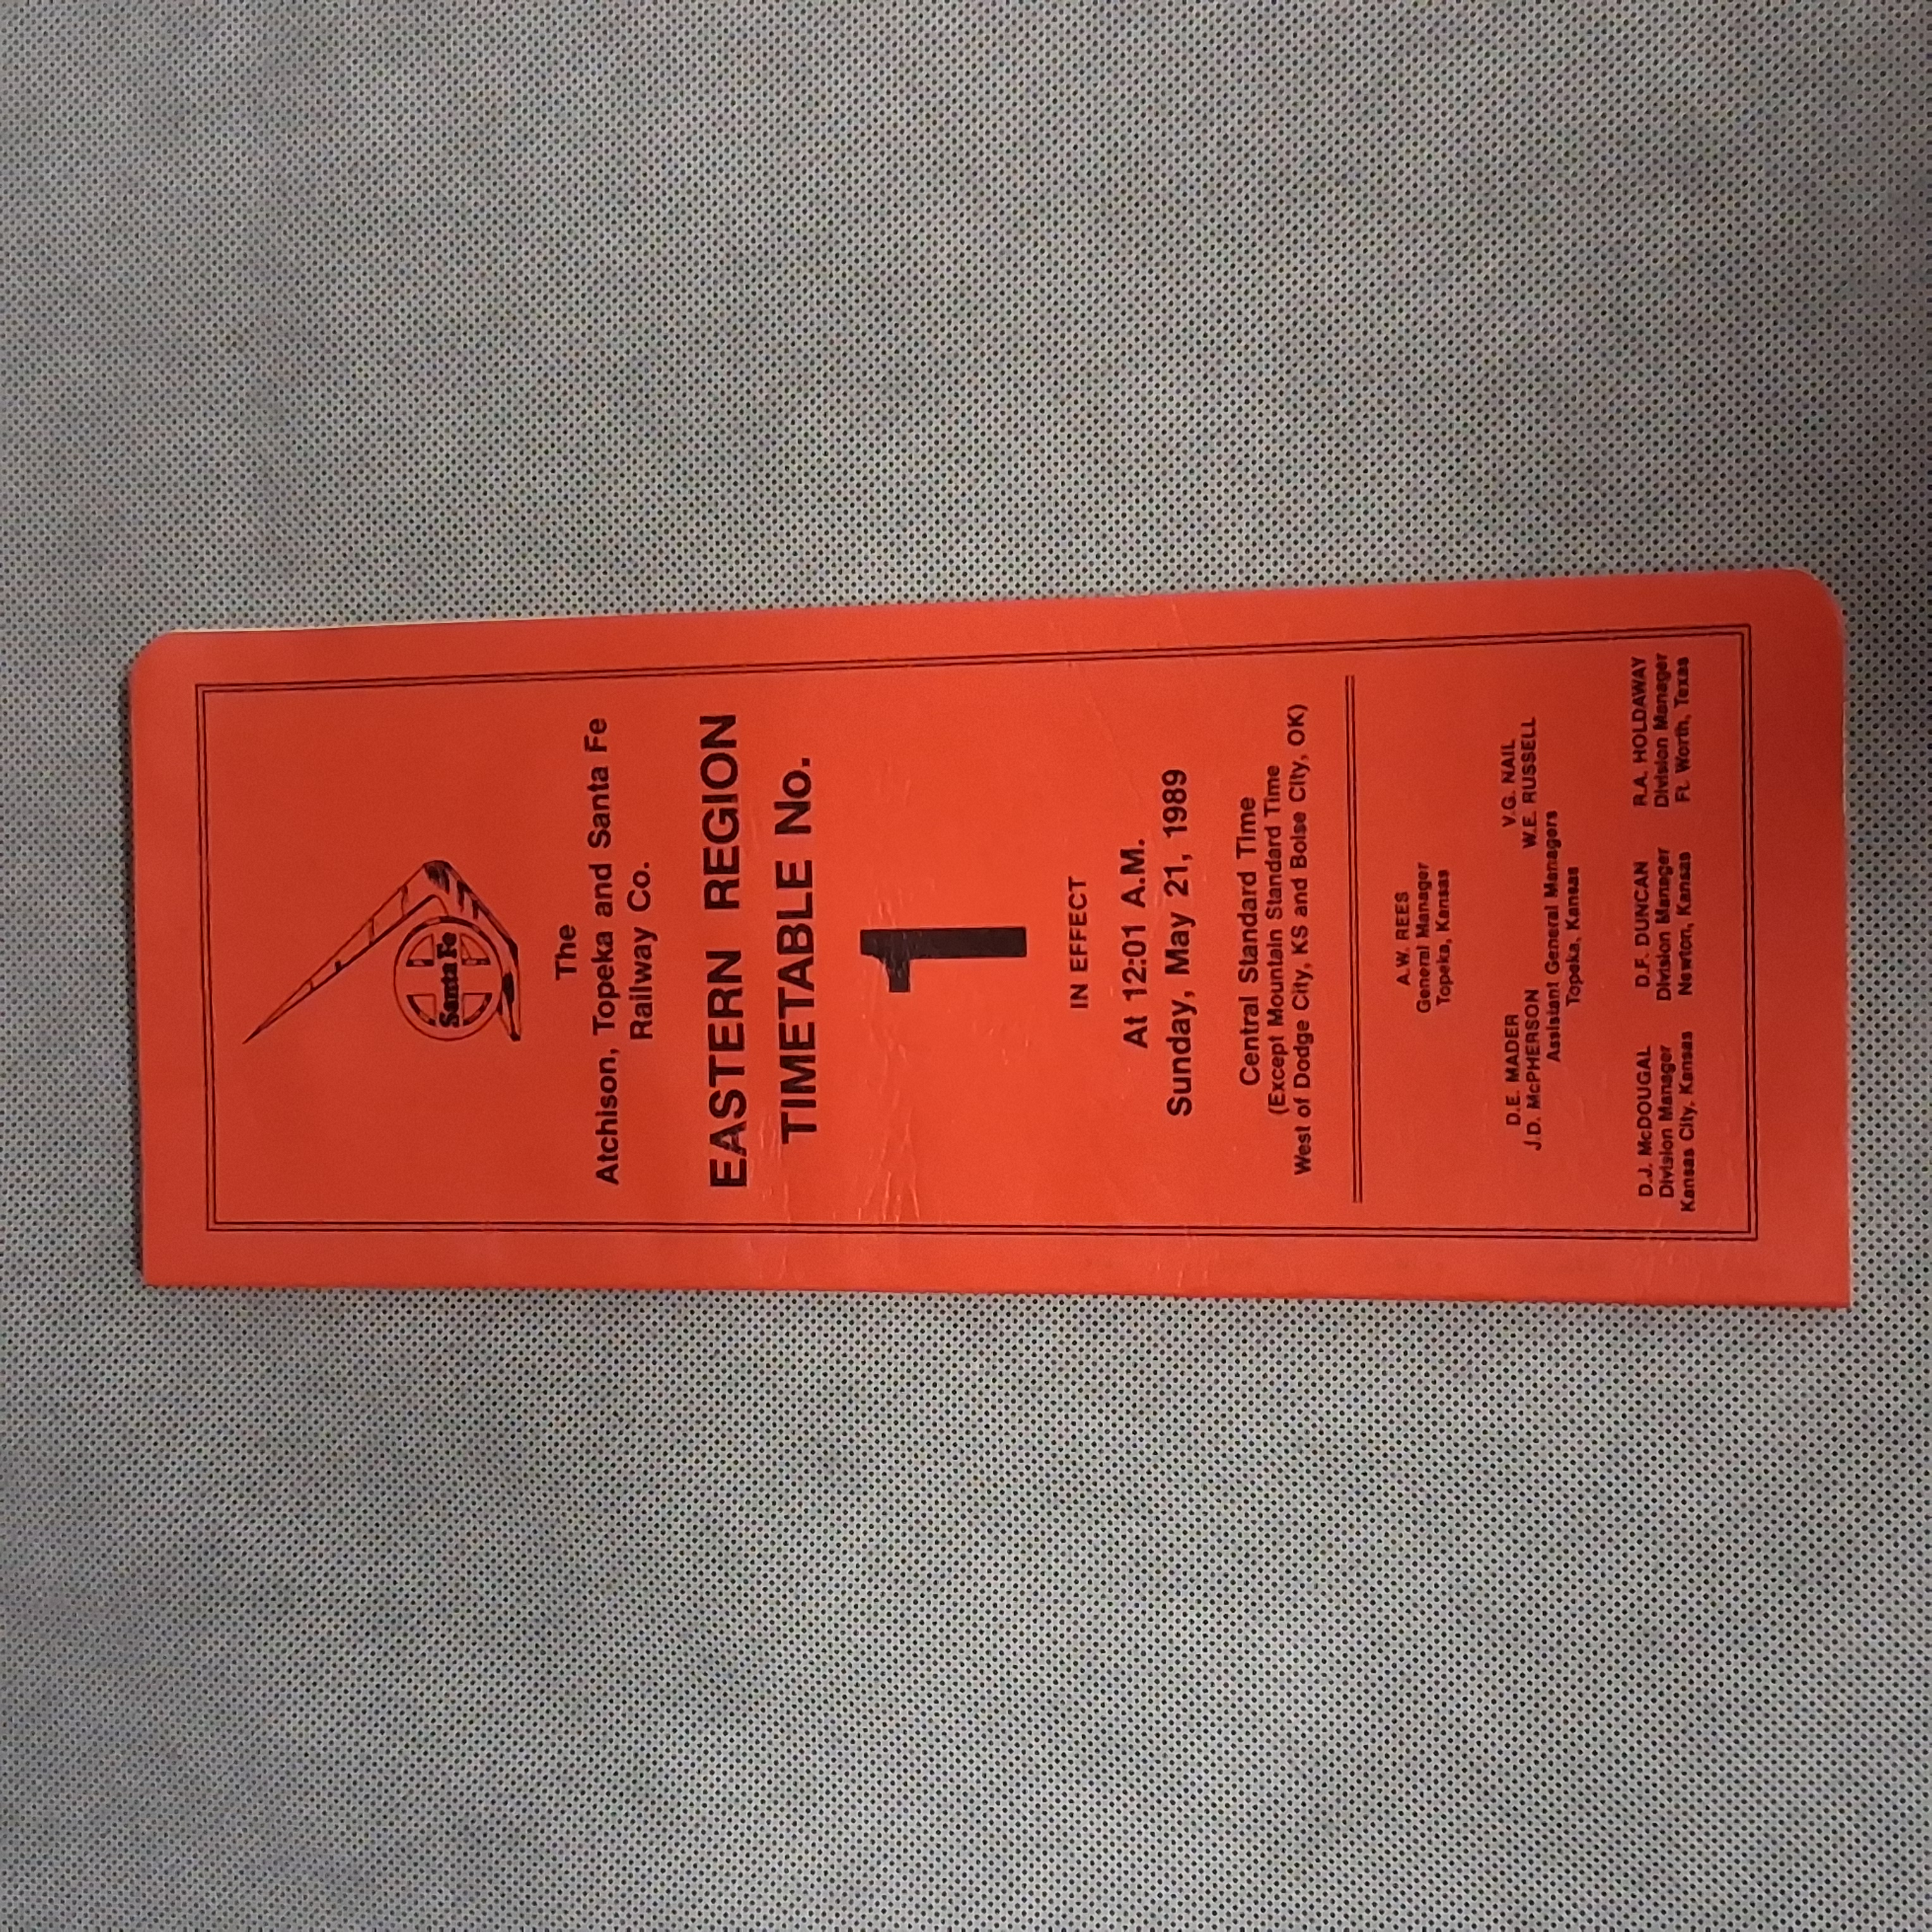 Santa Fe
The
Atchison, Topeka and Santa Fe
Railway Co.
EASTERN REGION
TIMETABLE No.
1
IN EFFECT
At 12:01 A.M.
Sunday, May 21, 1989
Central Standard Time
(Except Mountain Standard Time
West of Dodge City, KS and Boise City, OK)
A.W. REES
General Manager
Topeka, Kansas
D.E. MADER
J.D. McPHERSON
V.G. NAIL
W.E. RUSSELL
Assistant General Managers
Topeka, Kansas
D.J. McDOUGAL
Division Manager
Kansas City, Kansas
D.F. DUNCAN
Division Manager
Newton, Kansas
R.A. HOLDAWAY
Division Manager
Ft. Worth, Texas